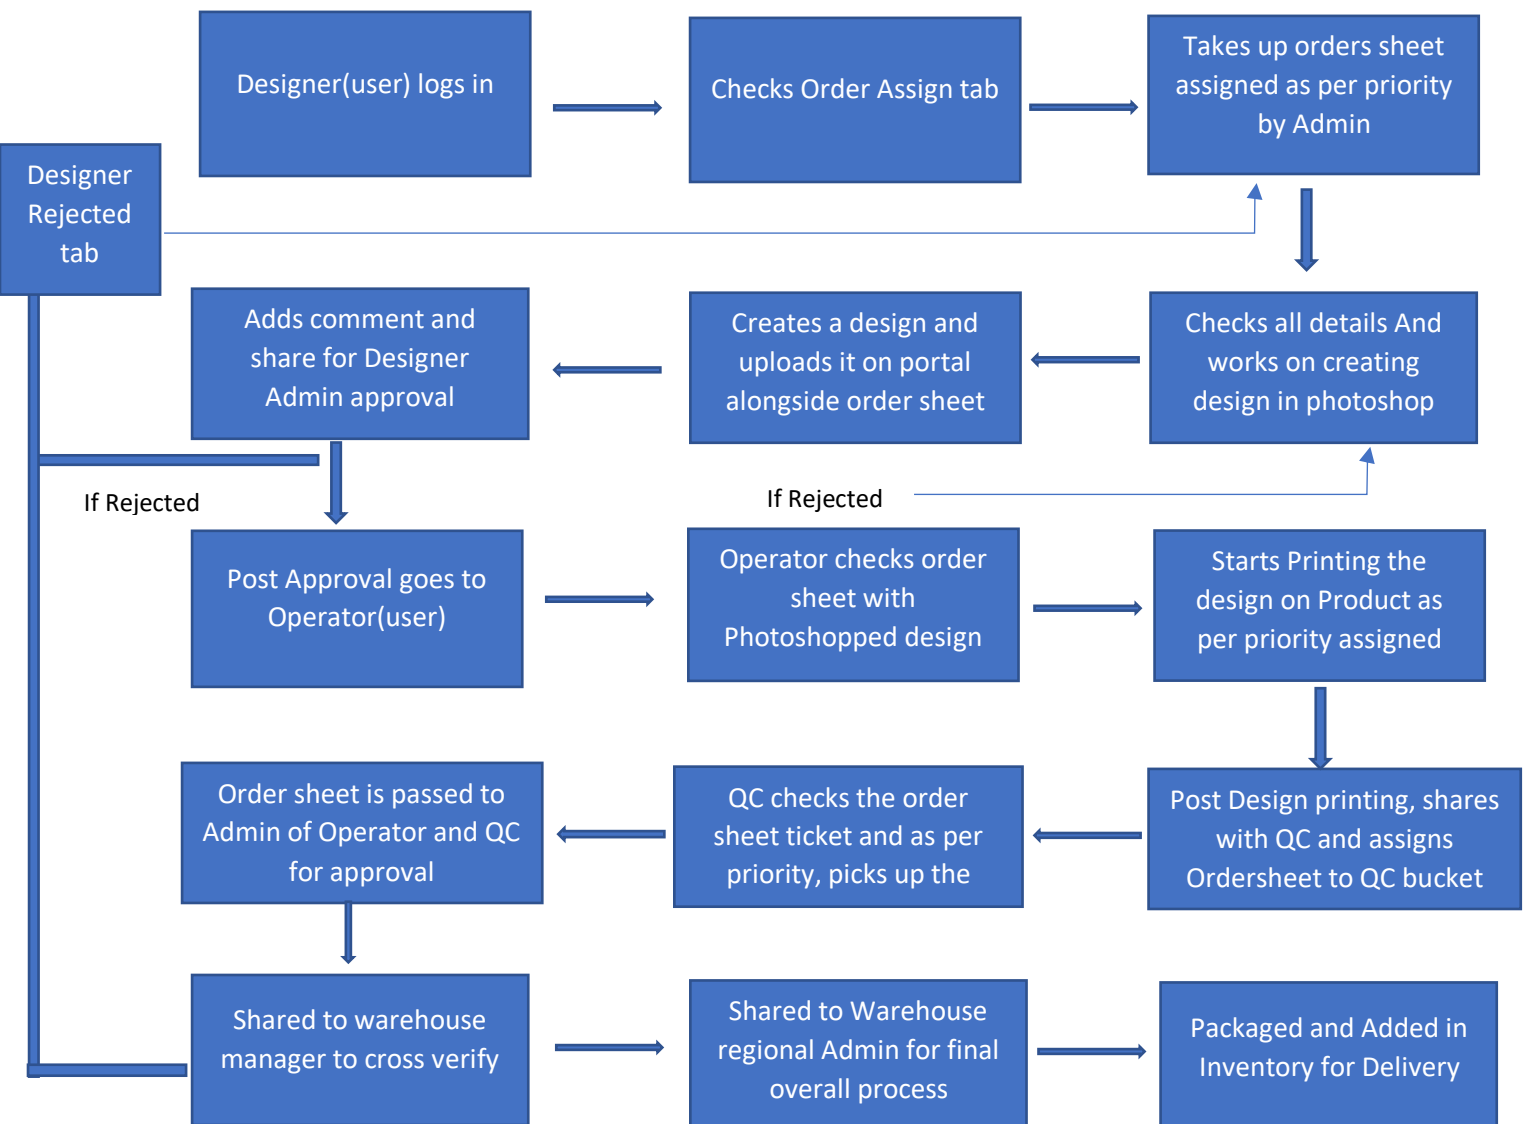 Designer(user) logs in
Checks Order Assign tab
Takes up orders sheet
assigned as per priority
by Admin
Designer
Rejected
tab
Adds comment and
share for Designer
Admin approval
Creates a design and
uploads it on portal
alongside order sheet
Checks all details And
works on creating
design in photoshop
If Rejected
If Rejected
Post Approval goes to
Operator(user)
Operator checks order
sheet with
Photoshopped design
Starts Printing the
design on Product as
per priority assigned
Order sheet is passed to
Admin of Operator and QC
for approval
QC checks the order
sheet ticket and as per
priority, picks up the
Post Design printing, shares
with QC and assigns
Ordersheet to QC bucket
Shared to warehouse
manager to cross verify
Shared to Warehouse
regional Admin for final
overall process
Packaged and Added in
Inventory for Delivery